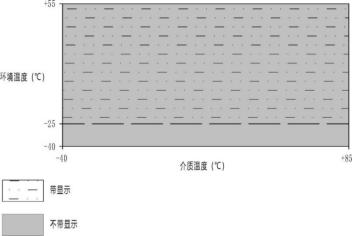 +55
环境温度 (℃)
-25
-40
-40
+85
介质温度 (℃)
带显示
不带显示